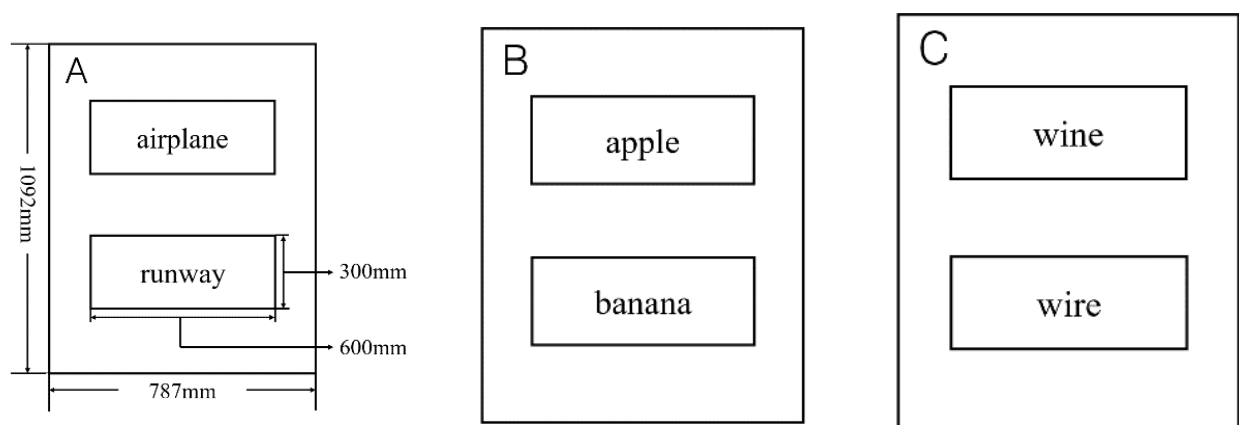 A
airplane
runway
1092mm
300mm
600mm
787mm
B
apple
banana
C
wine
wire